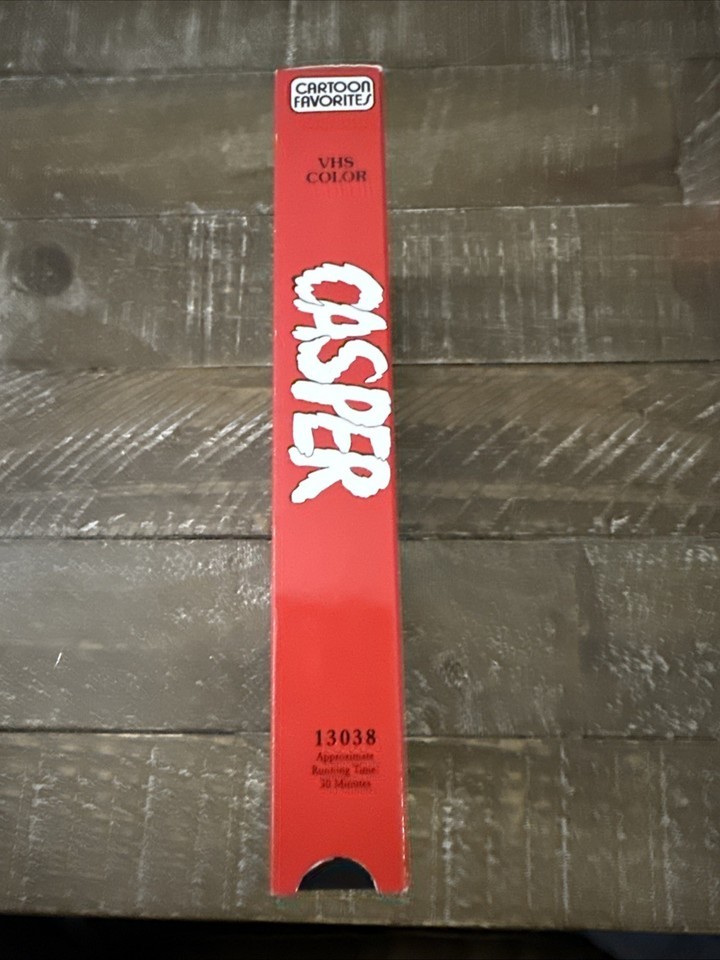 CARTOON
FAVORITES
VHS
COLOR
CASPER
13038
Approximate
Running Time:
30 Minutes